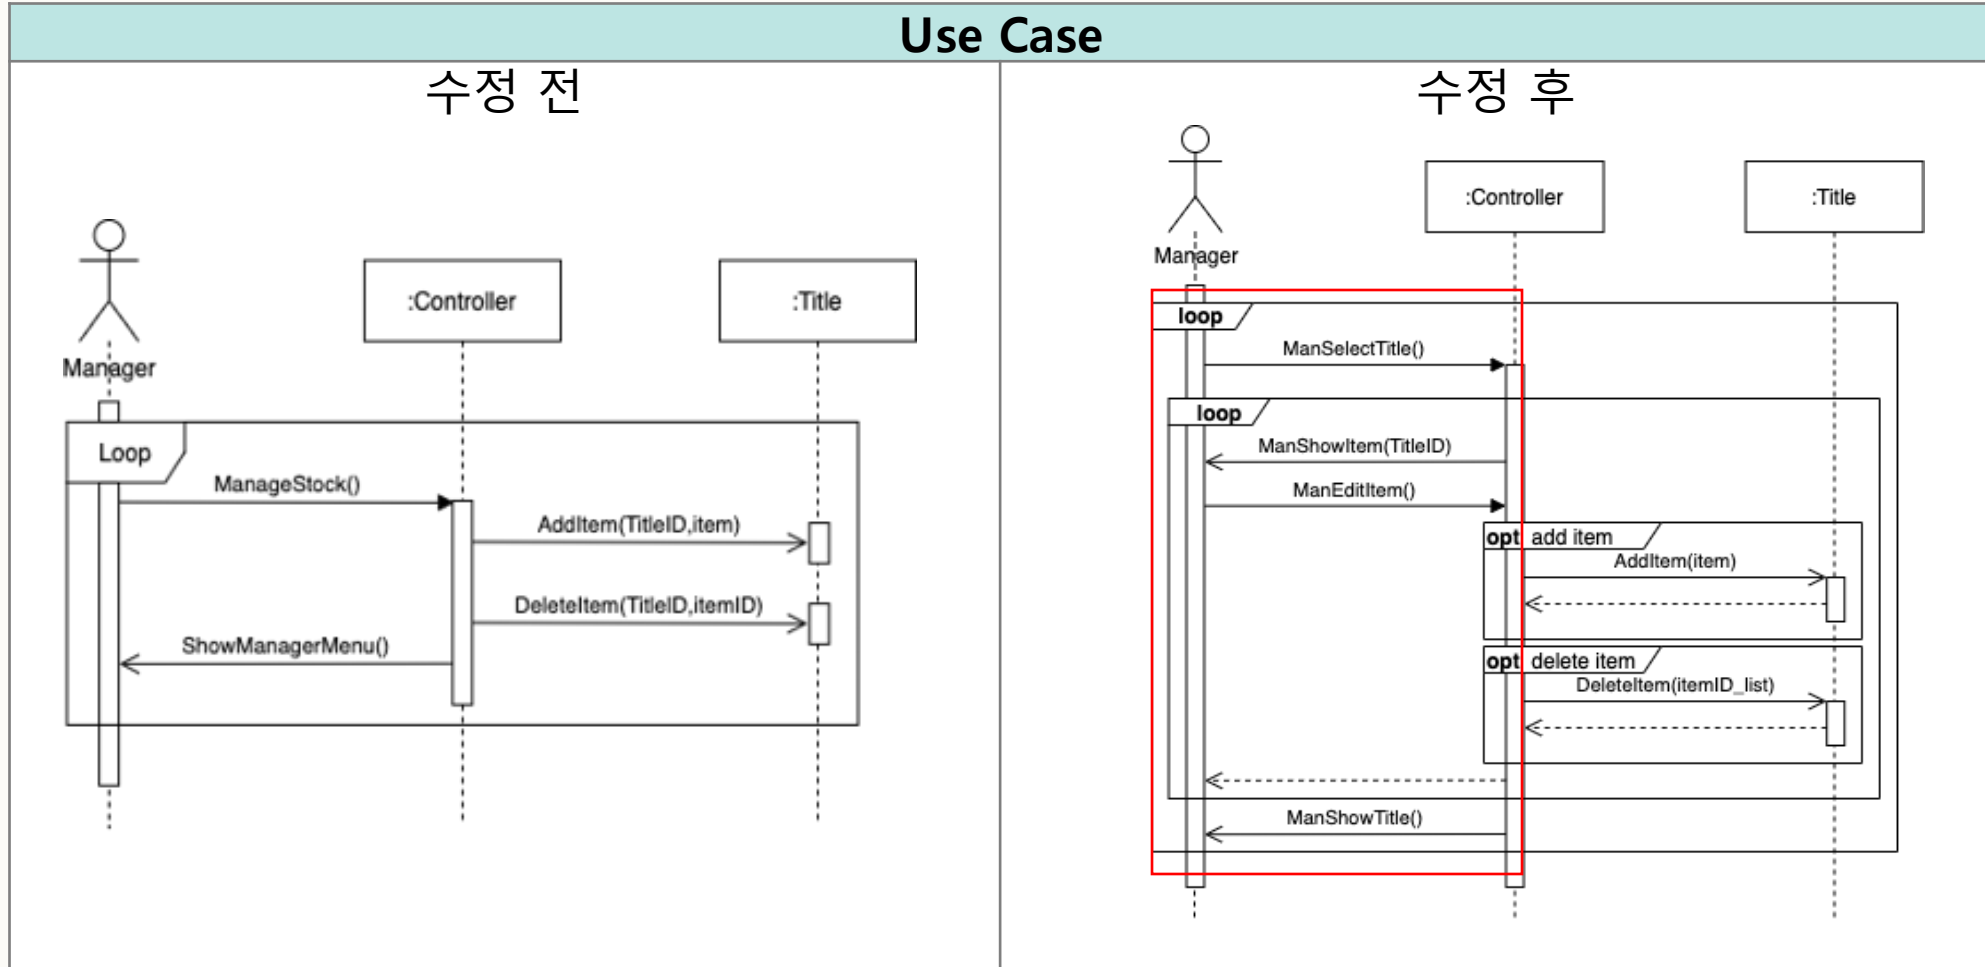 Use Case
수정 전
:Controller
:Title
Manager
Loop
ManageStock()
AddItem(TitleID,item)
DeleteItem(TitleID,itemID)
ShowManagerMenu()
수정 후
:Controller
:Title
Manager
loop
ManSelectTitle()
loop
ManShowItem(TitleID)
ManEditItem()
opt add item
AddItem(item)
opt delete item
DeleteItem(itemID_list)
ManShowTitle()